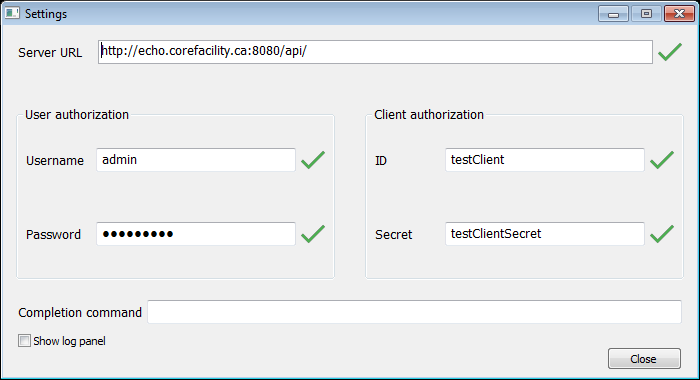 Settings
Server URL http://echo.corefacility.ca:8080/api/
User authorization
Username admin
Password ●●●●●●●●●
Client authorization
ID testClient
Secret testClientSecret
Completion command
Show log panel
Close